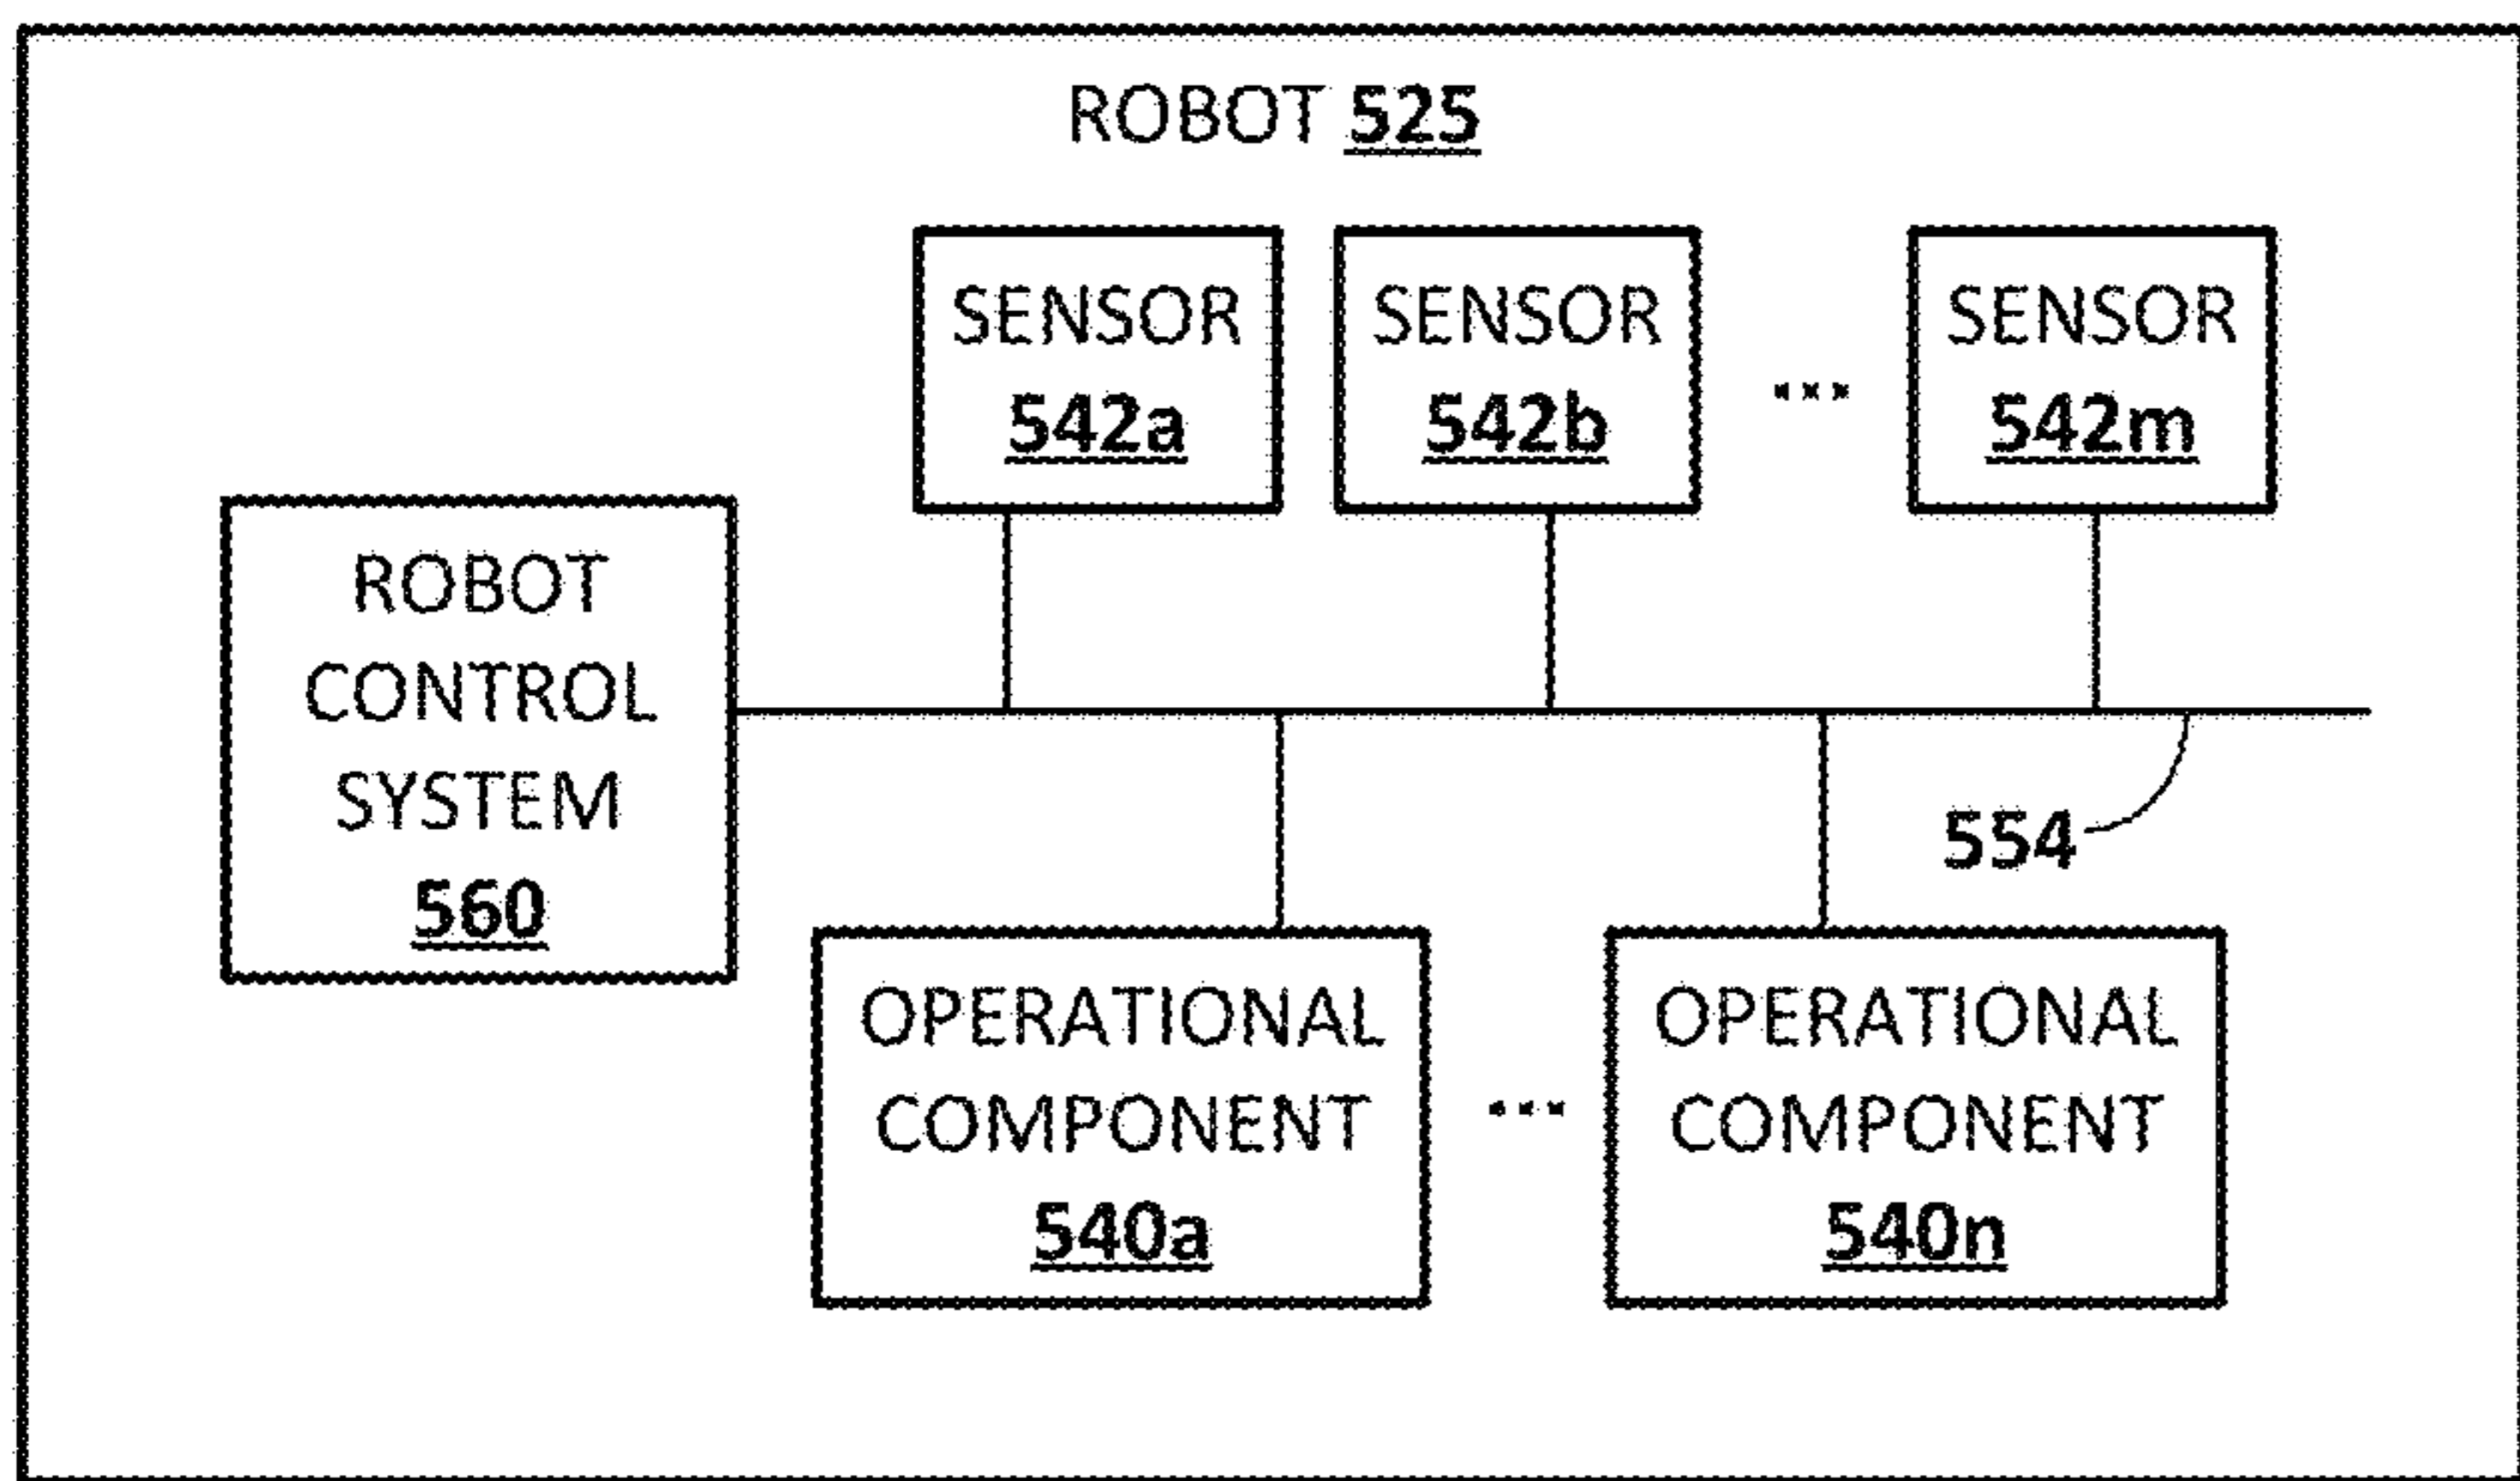 ROBOT 525
SENSOR
542a
SENSOR
542b
...
SENSOR
542m
ROBOT
CONTROL
SYSTEM
560
554
OPERATIONAL
COMPONENT
540a
...
OPERATIONAL
COMPONENT
540n